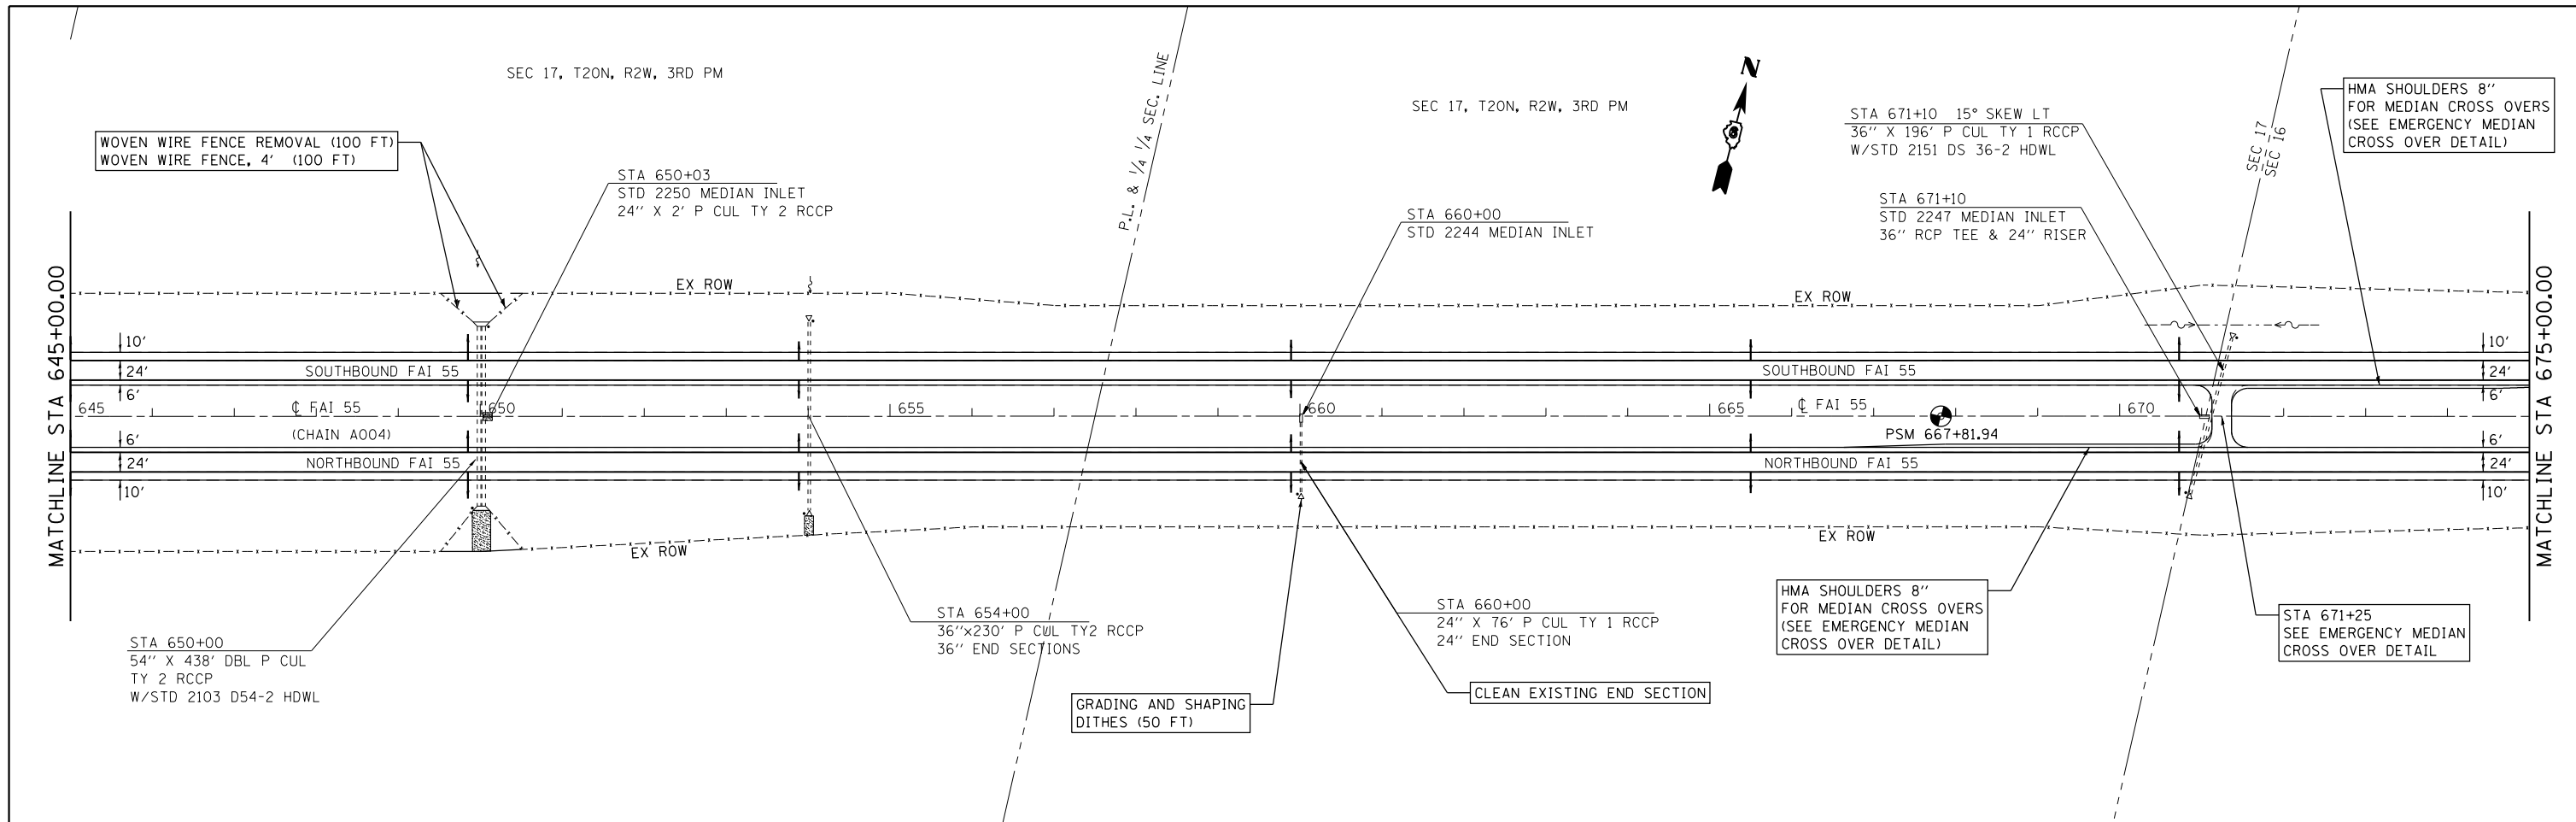 SEC 17, T20N, R2W, 3RD PM
P.L. & 1/4 1/4 SEC. LINE
SEC 17, T20N, R2W, 3RD PM
N
SEC 17
SEC 16
WOVEN WIRE FENCE REMOVAL (100 FT)
WOVEN WIRE FENCE, 4' (100 FT)
STA 650+03
STD 2250 MEDIAN INLET
24'' X 2' P CUL TY 2 RCCP
STA 660+00
STD 2244 MEDIAN INLET
STA 671+10 15° SKEW LT
36'' X 196' P CUL TY 1 RCCP
W/STD 2151 DS 36-2 HDWL
STA 671+10
STD 2247 MEDIAN INLET
36'' RCP TEE & 24'' RISER
HMA SHOULDERS 8''
FOR MEDIAN CROSS OVERS
(SEE EMERGENCY MEDIAN
CROSS OVER DETAIL)
MATCHLINE STA 645+00.00
EX ROW
EX ROW
MATCHLINE STA 675+00.00
10'
10'
24'
SOUTHBOUND FAI 55
SOUTHBOUND FAI 55
24'
6'
6'
645
℄ FAI 55
650
655
660
665
℄ FAI 55
670
(CHAIN A004)
PSM 667+81.94
6'
6'
24'
NORTHBOUND FAI 55
NORTHBOUND FAI 55
24'
10'
10'
EX ROW
EX ROW
STA 650+00
54'' X 438' DBL P CUL
TY 2 RCCP
W/STD 2103 D54-2 HDWL
STA 654+00
36''x230' P CUL TY2 RCCP
36'' END SECTIONS
GRADING AND SHAPING
DITHES (50 FT)
STA 660+00
24'' X 76' P CUL TY 1 RCCP
24'' END SECTION
CLEAN EXISTING END SECTION
HMA SHOULDERS 8''
FOR MEDIAN CROSS OVERS
(SEE EMERGENCY MEDIAN
CROSS OVER DETAIL)
STA 671+25
SEE EMERGENCY MEDIAN
CROSS OVER DETAIL